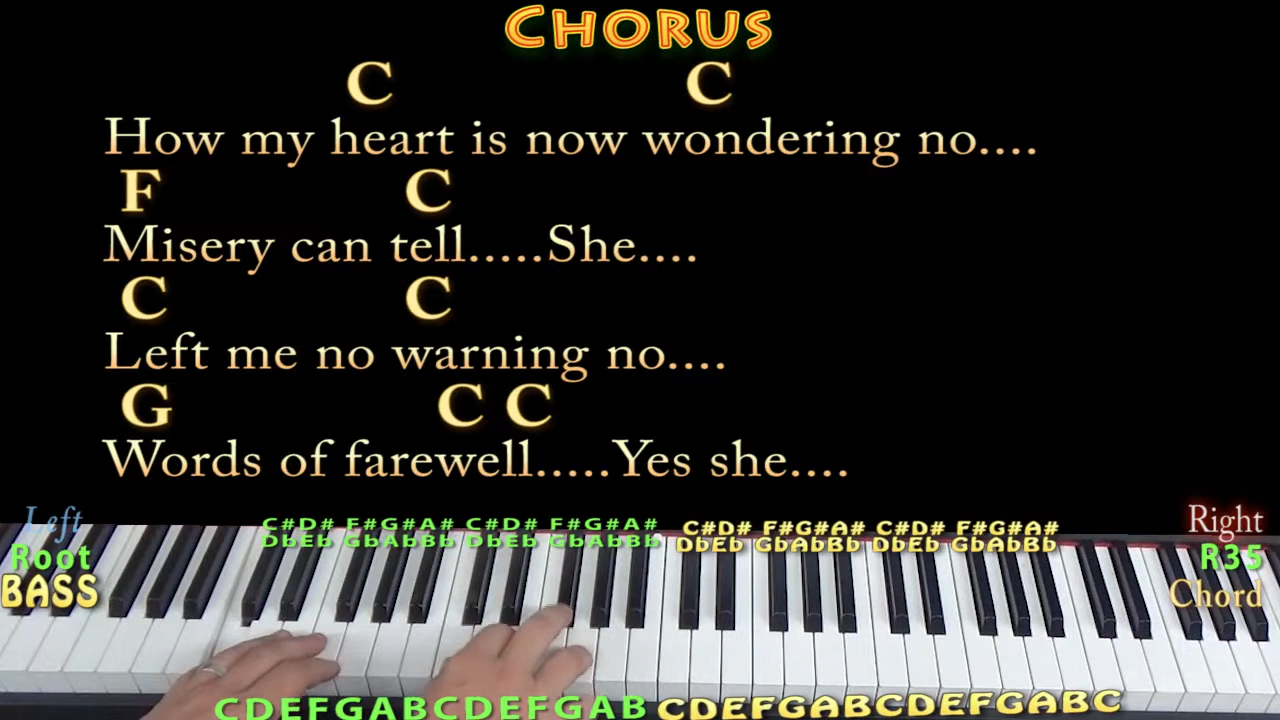 CHORUS
C C
How my heart is now wondering no....
F C
Misery can tell.....She....
C C
Left me no warning no....
G C C
Words of farewell.....Yes she....
Left C#D# F#G#A# C#D# F#G#A# C#D# F#G#A# C#D# F#G#A# Right
Root DbEb GbAbBb DbEb GbAbBb DbEb GbAbBb DbEb GbAbBb R35
BASS Chord
CDEFGABCDEFGAB CDEFGABCDEFGABC